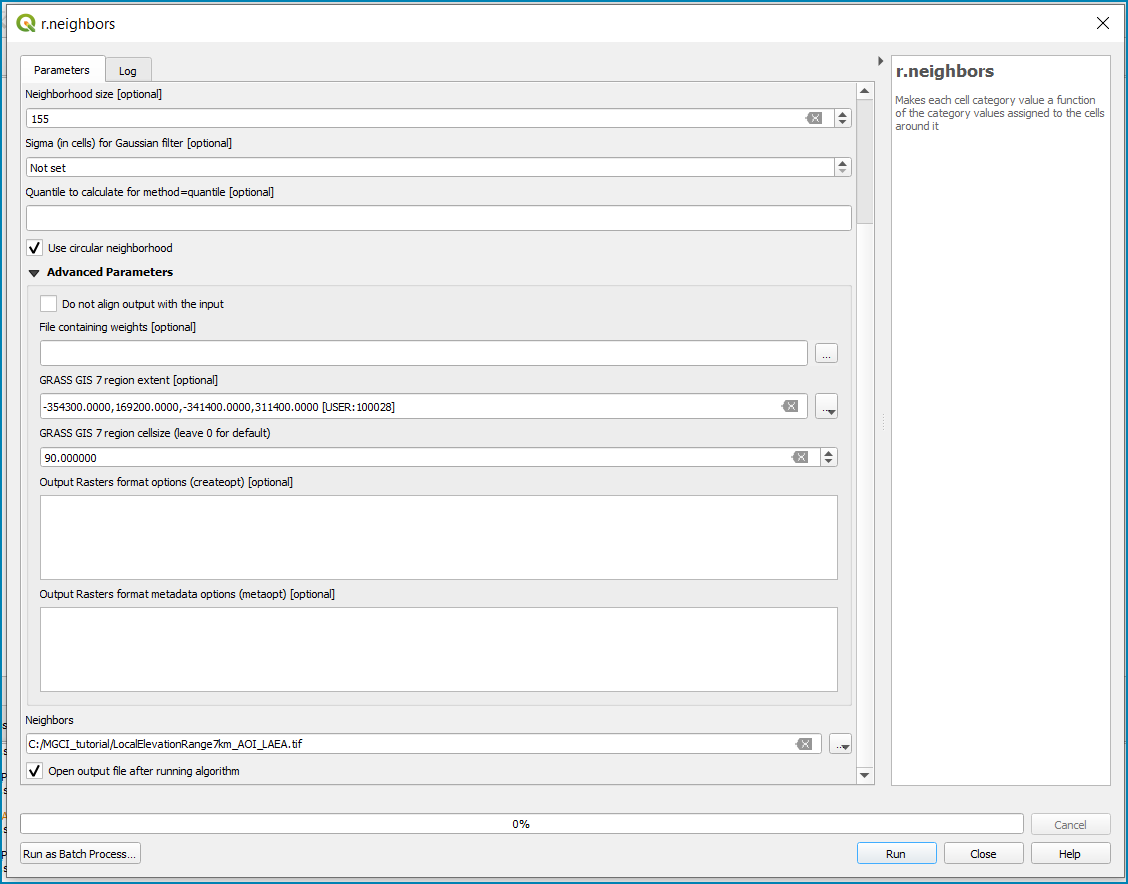 r.neighbors
Parameters
Log
Neighborhood size [optional]
155
Sigma (in cells) for Gaussian filter [optional]
Not set
Quantile to calculate for method=quantile [optional]
Use circular neighborhood
Advanced Parameters
Do not align output with the input
File containing weights [optional]
...
GRASS GIS 7 region extent [optional]
-354300.0000,169200.0000,-341400.0000,311400.0000 [USER:100028]
...
GRASS GIS 7 region cellsize (leave 0 for default)
90.000000
Output Rasters format options (createopt) [optional]
Output Rasters format metadata options (metaopt) [optional]
Neighbors
C:/MGCI_tutorial/LocalElevationRange7km_AOI_LAEA.tif
...
Open output file after running algorithm
r.neighbors
Makes each cell category value a function
of the category values assigned to the cells
around it
0%
Cancel
Run as Batch Process...
Run
Close
Help